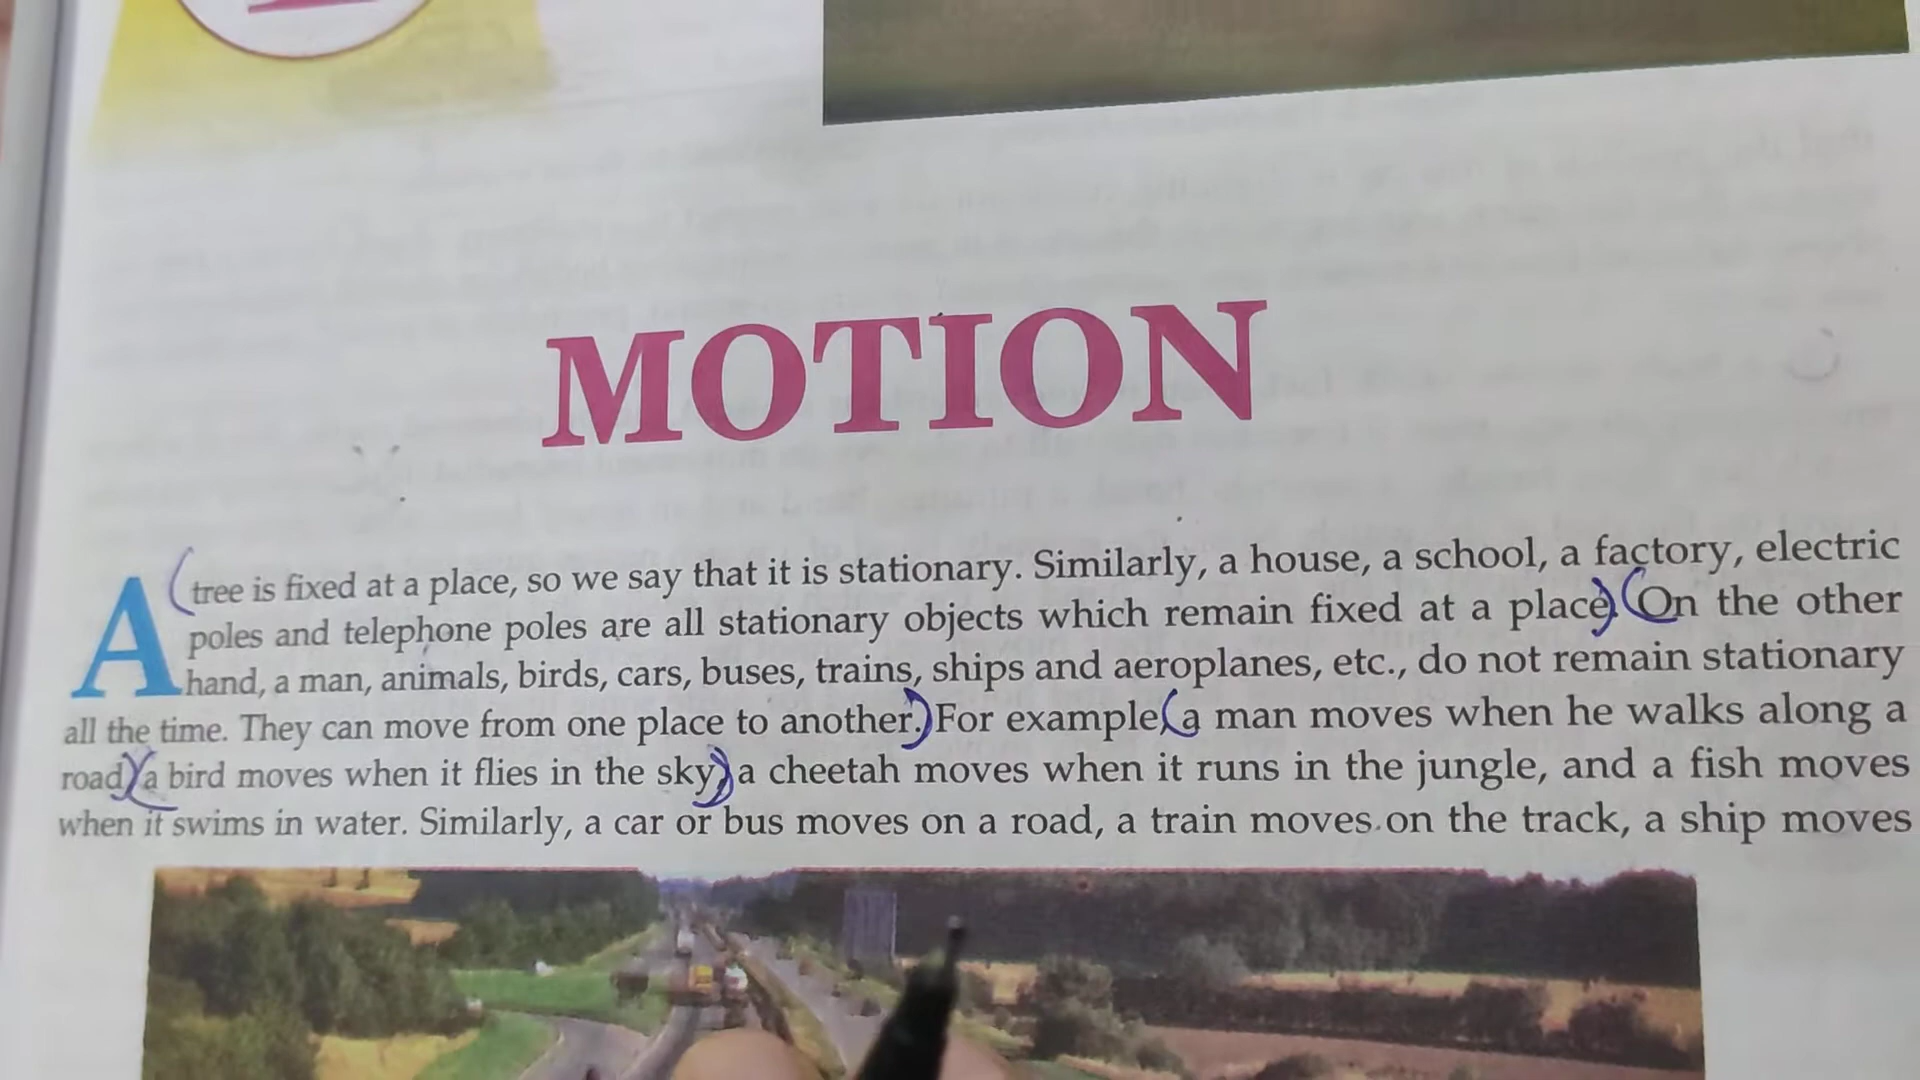 MOTION
A tree is fixed at a place, so we say that it is stationary. Similarly, a house, a school, a factory, electric
poles and telephone poles are all stationary objects which remain fixed at a place. On the other
hand, a man, animals, birds, cars, buses, trains, ships and aeroplanes, etc., do not remain stationary
all the time. They can move from one place to another. For example, a man moves when he walks along a
road, a bird moves when it flies in the sky, a cheetah moves when it runs in the jungle, and a fish moves
when it swims in water. Similarly, a car or bus moves on a road, a train moves on the track, a ship moves